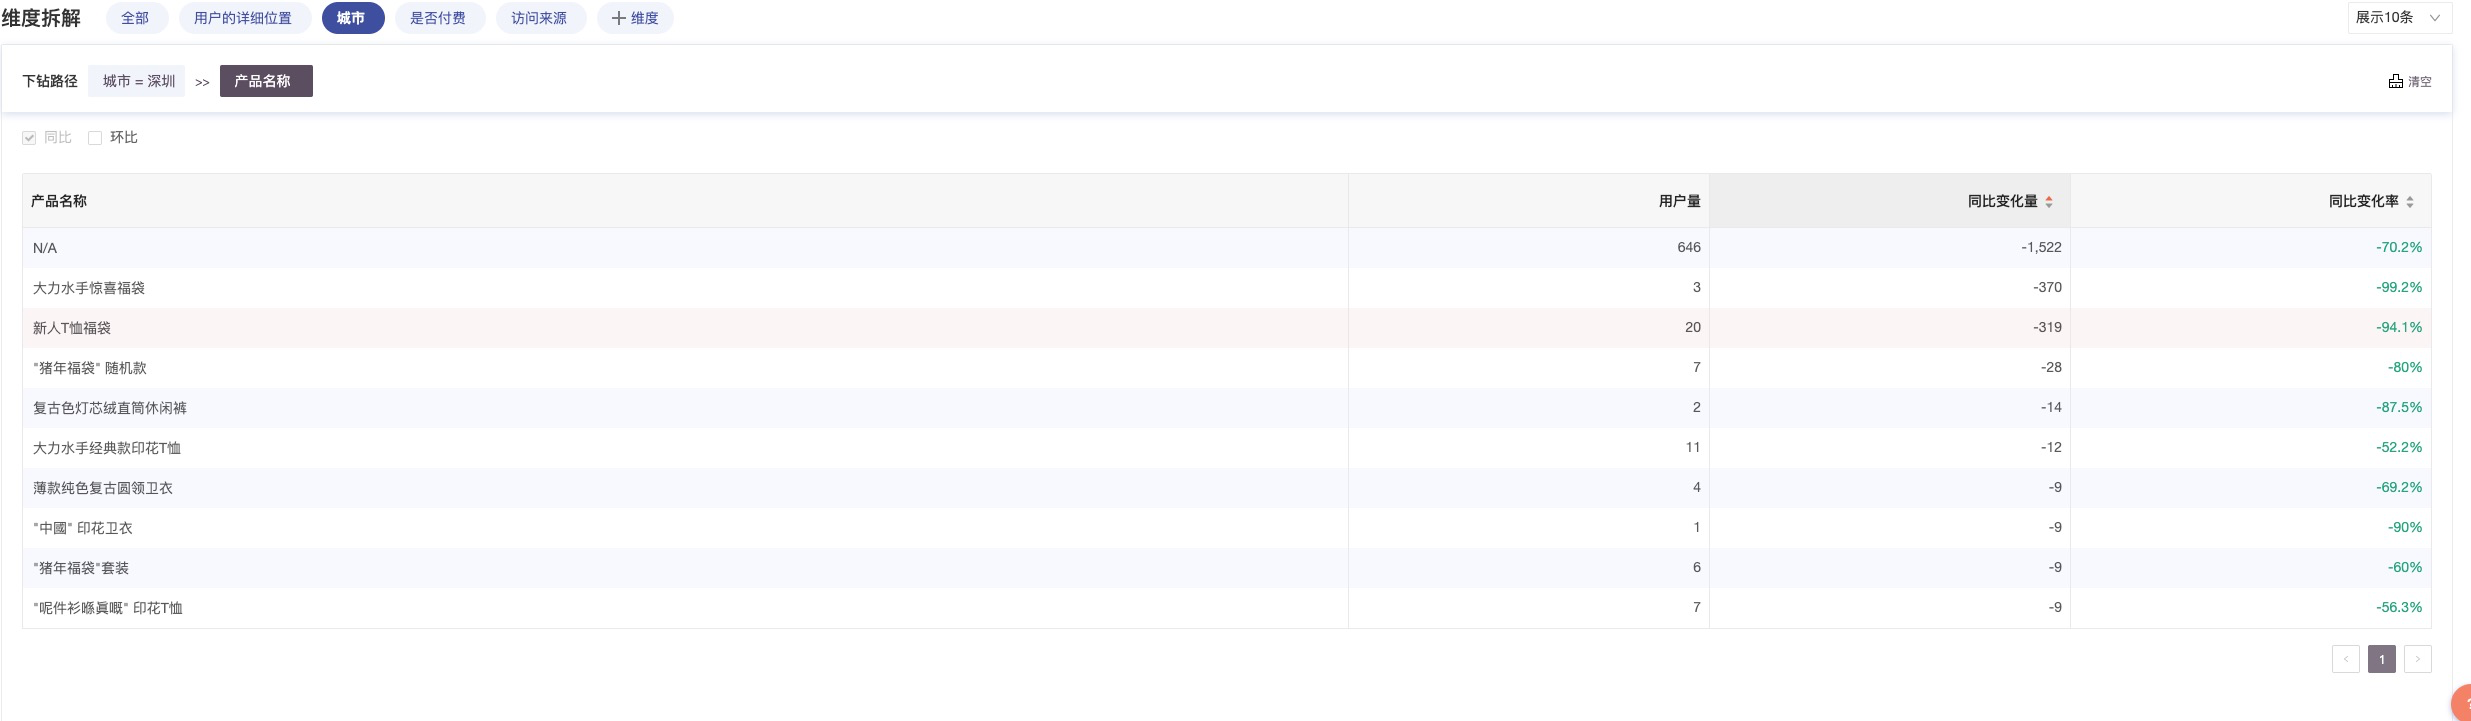 维度拆解 全部 用户的详细位置 城市 是否付费 访问来源 + 维度 展示10条
下钻路径 城市 = 深圳 >> 产品名称 清空
同比 环比
产品名称 用户量 同比变化量 同比变化率
N/A 646 -1,522 -70.2%
大力水手惊喜福袋 3 -370 -99.2%
新人T恤福袋 20 -319 -94.1%
"猪年福袋" 随机款 7 -28 -80%
复古色灯芯绒直筒休闲裤 2 -14 -87.5%
大力水手经典款印花T恤 11 -12 -52.2%
薄款纯色复古圆领卫衣 4 -9 -69.2%
"中國" 印花卫衣 1 -9 -90%
"猪年福袋"套装 6 -9 -60%
"呢件衫喺眞嘅" 印花T恤 7 -9 -56.3%
< 1 >